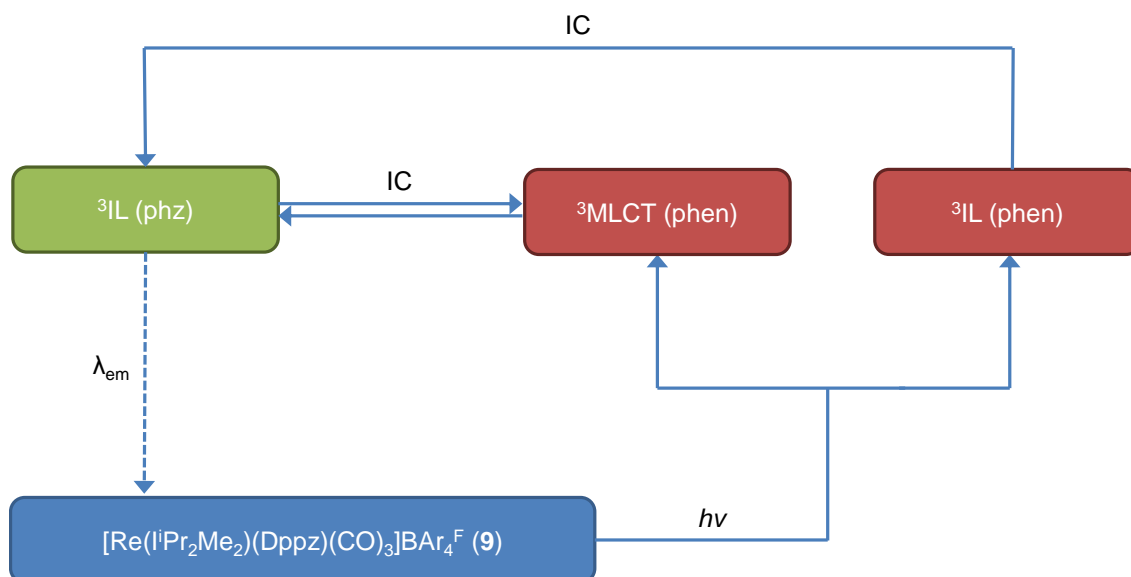 IC
³IL (phz)
IC
³MLCT (phen)
³IL (phen)
λem
[Re(IⁱPr₂Me₂)(Dppz)(CO)₃]BAr₄ᶠ (9)
hv